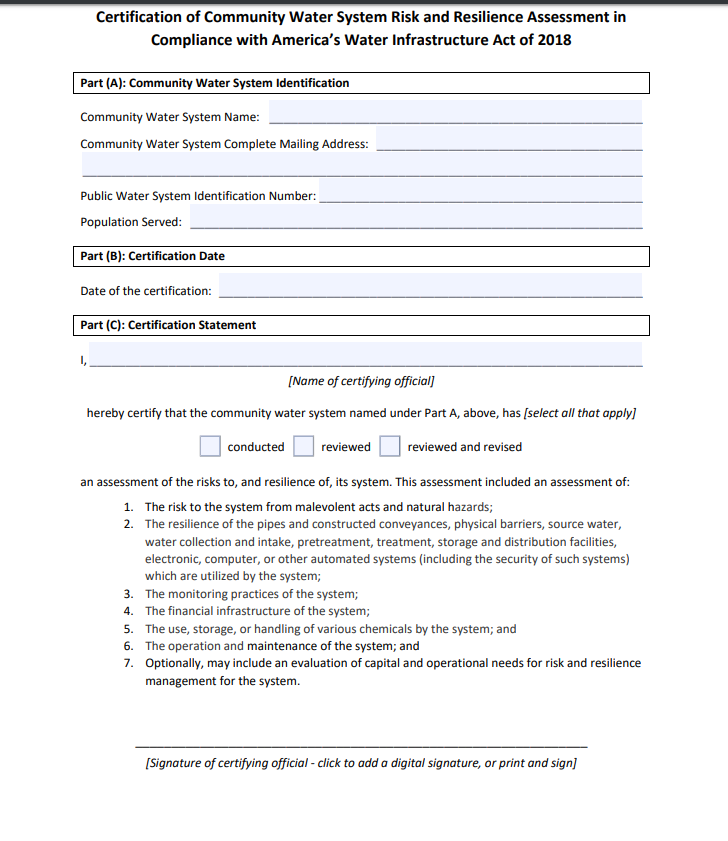 Certification of Community Water System Risk and Resilience Assessment in
Compliance with America's Water Infrastructure Act of 2018
Part (A): Community Water System Identification
Community Water System Name:
Community Water System Complete Mailing Address:
Public Water System Identification Number:
Population Served:
Part (B): Certification Date
Date of the certification:
Part (C): Certification Statement
I,
[Name of certifying official]
hereby certify that the community water system named under Part A, above, has [select all that apply]
conducted reviewed reviewed and revised
an assessment of the risks to, and resilience of, its system. This assessment included an assessment of:
1. The risk to the system from malevolent acts and natural hazards;
2. The resilience of the pipes and constructed conveyances, physical barriers, source water,
water collection and intake, pretreatment, treatment, storage and distribution facilities,
electronic, computer, or other automated systems (including the security of such systems)
which are utilized by the system;
3. The monitoring practices of the system;
4. The financial infrastructure of the system;
5. The use, storage, or handling of various chemicals by the system; and
6. The operation and maintenance of the system; and
7. Optionally, may include an evaluation of capital and operational needs for risk and resilience
management for the system.
[Signature of certifying official - click to add a digital signature, or print and sign]